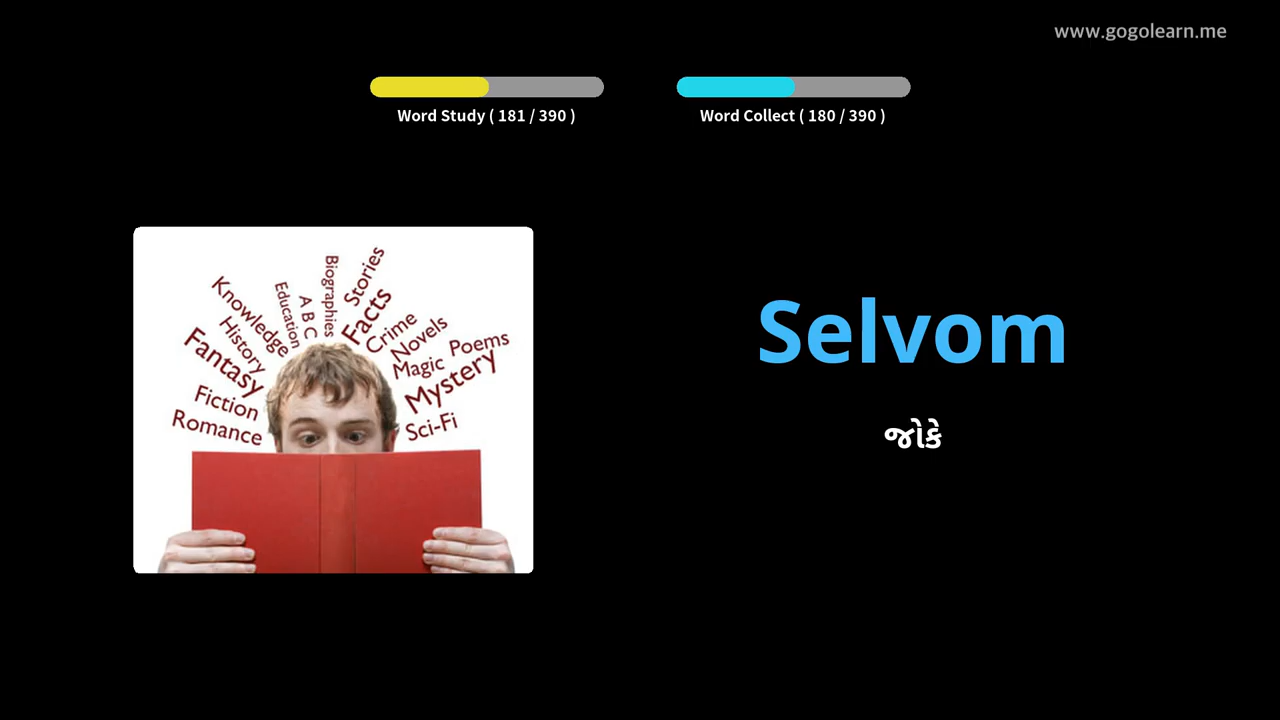 www.gogolearn.me
Word Study ( 181 / 390 )
Word Collect ( 180 / 390 )
Selvom
જોકે
Knowledge
History
Fantasy
Fiction
Romance
Education
A B C
Biographies
Stories
Facts
Crime
Novels
Magic
Poems
Mystery
Sci-Fi